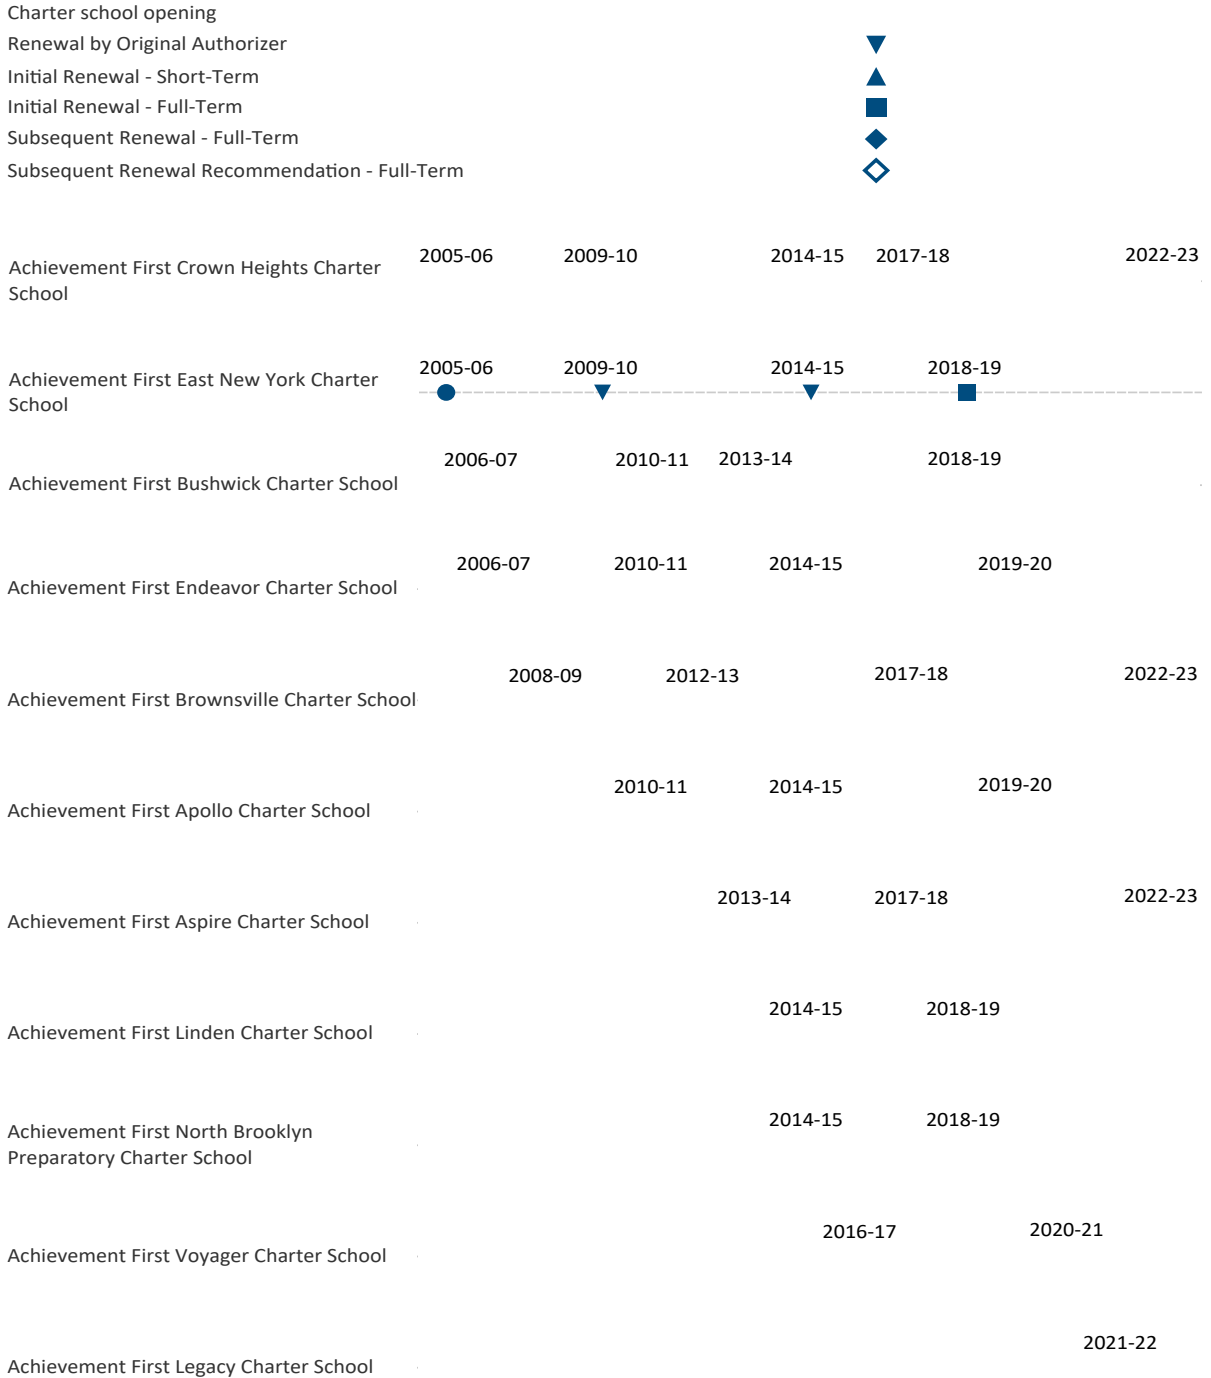 Charter school opening
Renewal by Original Authorizer
Initial Renewal - Short-Term
Initial Renewal - Full-Term
Subsequent Renewal - Full-Term
Subsequent Renewal Recommendation - Full-Term
2005-06 2009-10 2014-15 2017-18 2022-23
Achievement First Crown Heights Charter
School
2005-06 2009-10 2014-15 2018-19
Achievement First East New York Charter
School
2006-07 2010-11 2013-14 2018-19
Achievement First Bushwick Charter School
2006-07 2010-11 2014-15 2019-20
Achievement First Endeavor Charter School
2008-09 2012-13 2017-18 2022-23
Achievement First Brownsville Charter School
2010-11 2014-15 2019-20
Achievement First Apollo Charter School
2013-14 2017-18 2022-23
Achievement First Aspire Charter School
2014-15 2018-19
Achievement First Linden Charter School
2014-15 2018-19
Achievement First North Brooklyn
Preparatory Charter School
2016-17 2020-21
Achievement First Voyager Charter School
2021-22
Achievement First Legacy Charter School